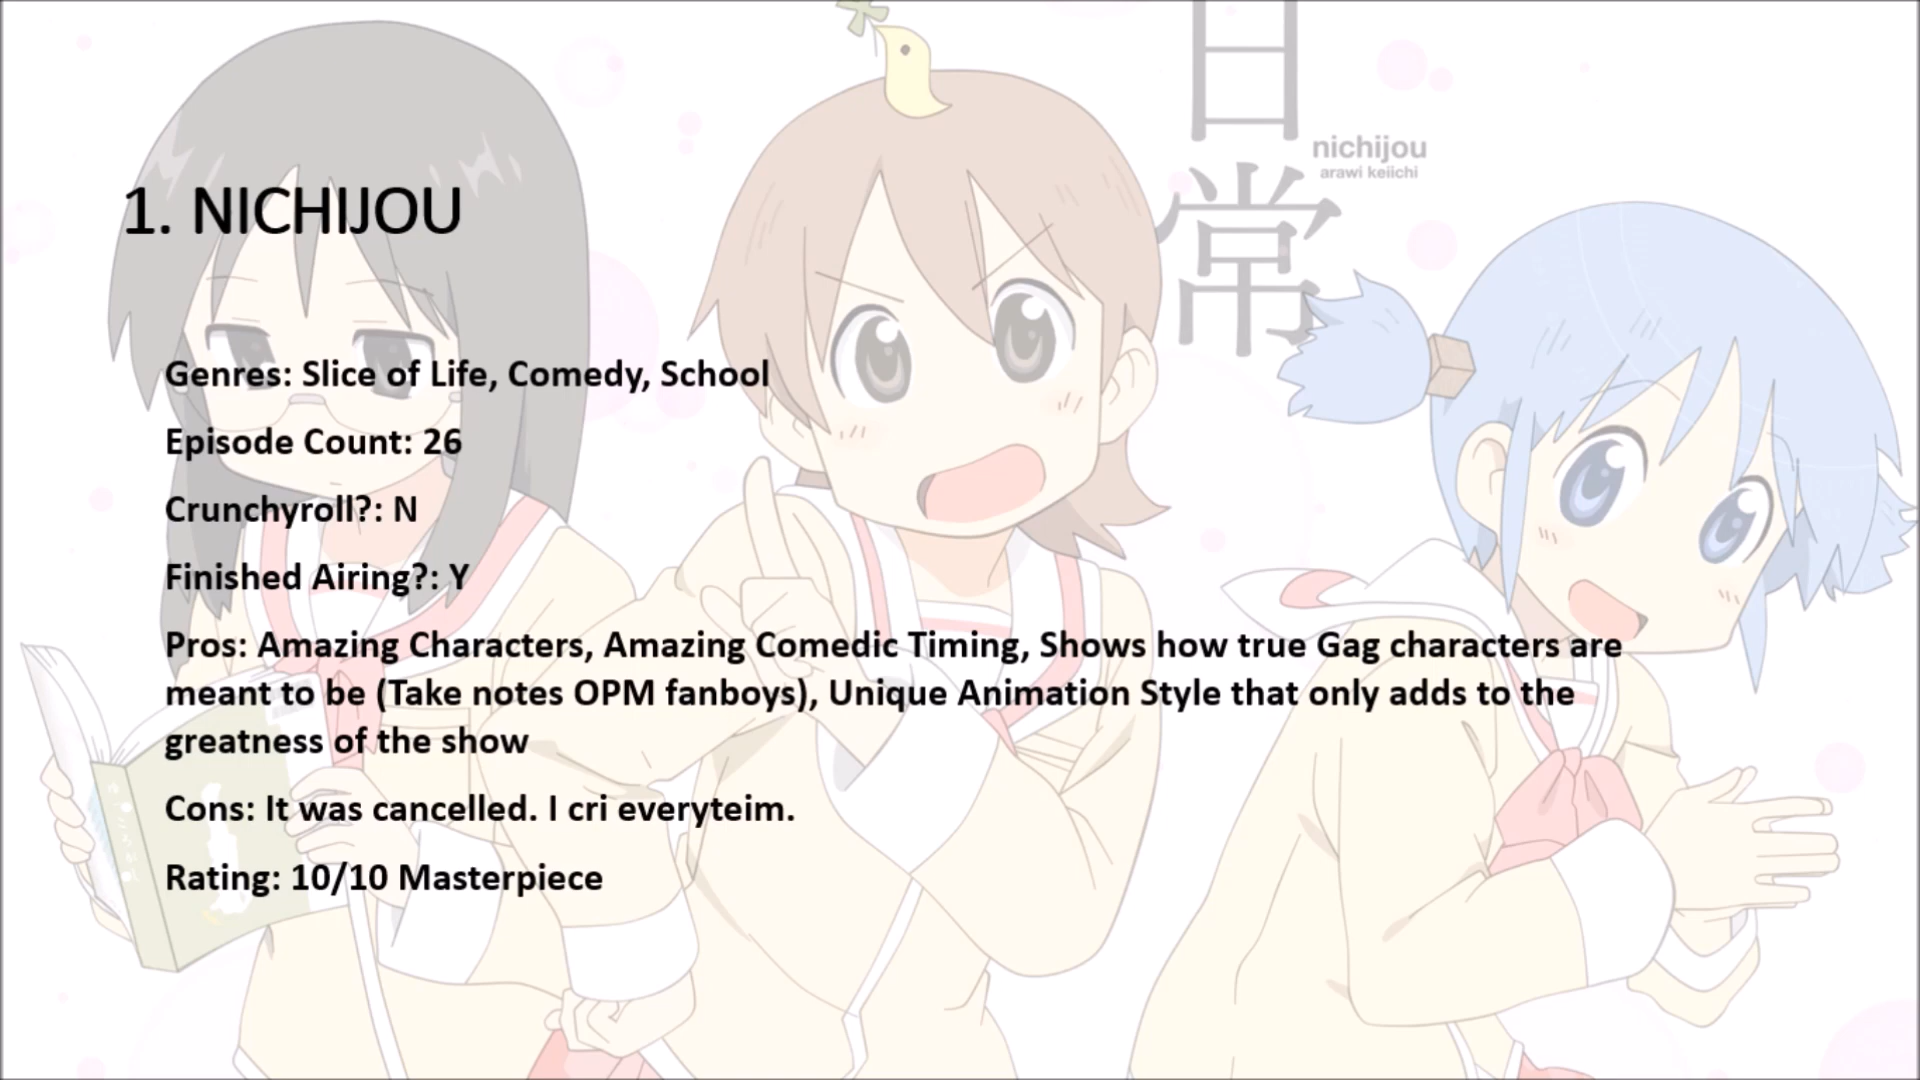 日常
nichijou
arawi keiichi
1. NICHIJOU
Genres: Slice of Life, Comedy, School
Episode Count: 26
Crunchyroll?: N
Finished Airing?: Y
Pros: Amazing Characters, Amazing Comedic Timing, Shows how true Gag characters are
meant to be (Take notes OPM fanboys), Unique Animation Style that only adds to the
greatness of the show
Cons: It was cancelled. I cri everyteim.
Rating: 10/10 Masterpiece